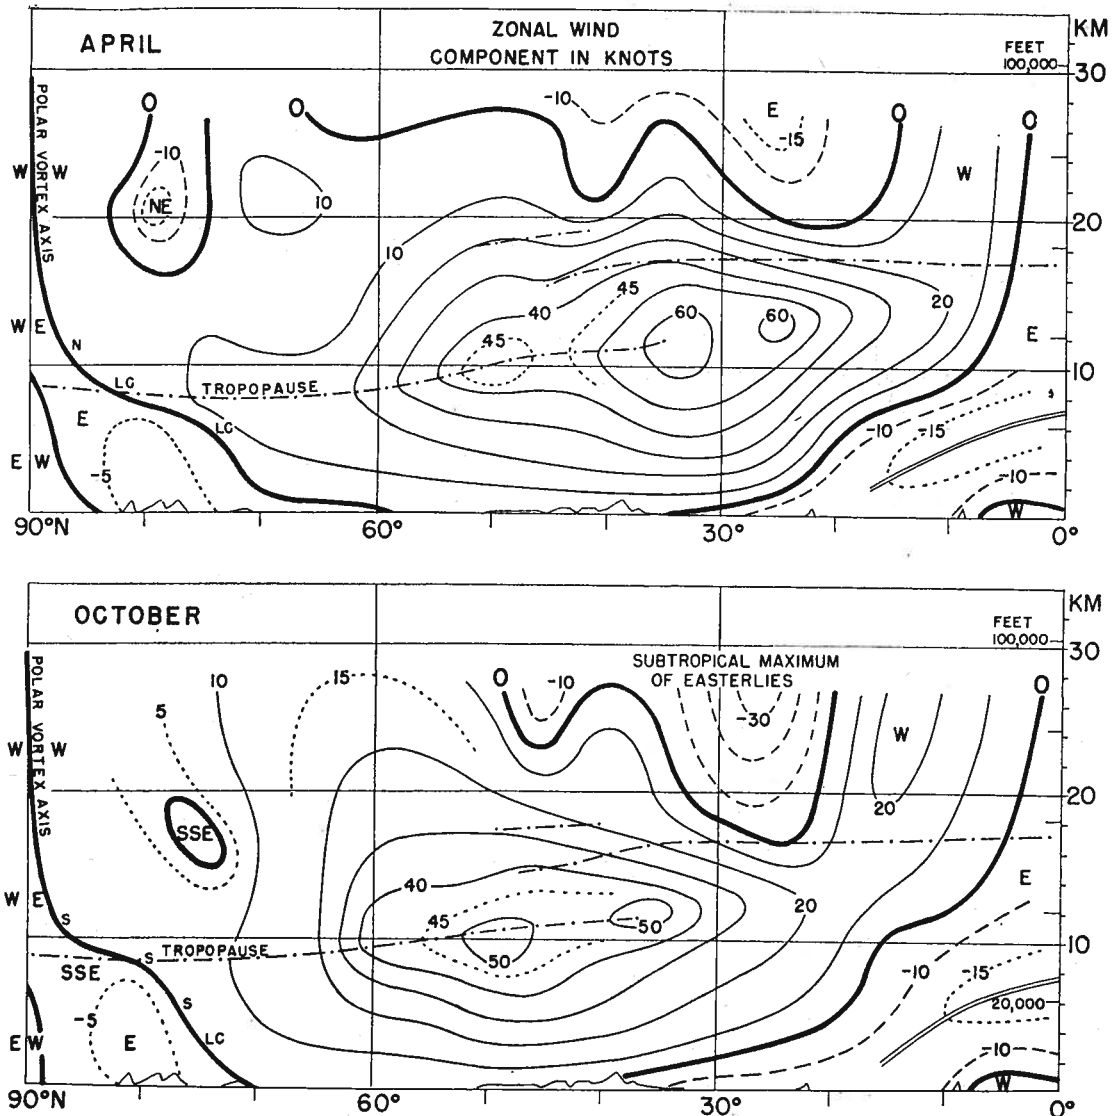 APRIL
ZONAL WIND
COMPONENT IN KNOTS
KM
FEET
100,000
30
POLAR VORTEX AXIS
0
0
-10
E
-15
0
0
W W
-10
NE
10
W
20
10
45
20
W E
N
40
45
60
60
E
10
LC
TROPOPAUSE
E
LC
-10
-15
s
E W
-5
-10
W
90°N
60°
30°
0°
OCTOBER
KM
FEET
100,000
30
SUBTROPICAL MAXIMUM
OF EASTERLIES
POLAR VORTEX AXIS
10
15
0
-10
0
5
-30
W W
W
20
20
SSE
W E
S
40
45
50
20
E
TROPOPAUSE
S
50
10
SSE
-10
-15
S
20,000
-5
E
LC
E W
-10
W
90°N
60°
30°
0°